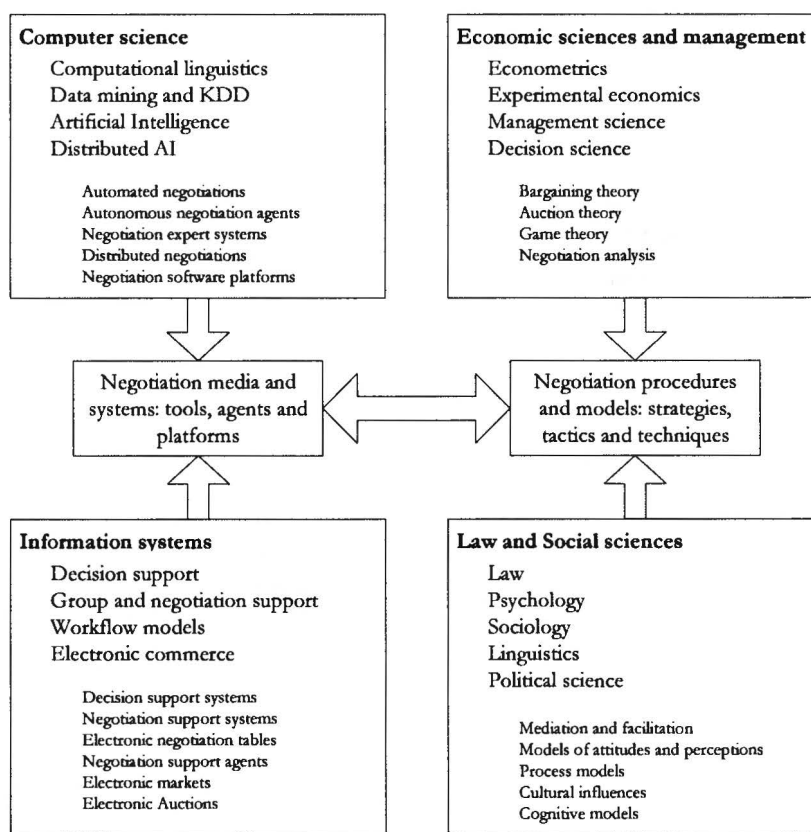 Computer science
Computational linguistics
Data mining and KDD
Artificial Intelligence
Distributed AI
Automated negotiations
Autonomous negotiation agents
Negotiation expert systems
Distributed negotiations
Negotiation software platforms
Economic sciences and management
Econometrics
Experimental economics
Management science
Decision science
Bargaining theory
Auction theory
Game theory
Negotiation analysis
Negotiation media and
systems: tools, agents and
platforms
Negotiation procedures
and models: strategies,
tactics and techniques
Information systems
Decision support
Group and negotiation support
Workflow models
Electronic commerce
Decision support systems
Negotiation support systems
Electronic negotiation tables
Negotiation support agents
Electronic markets
Electronic Auctions
Law and Social sciences
Law
Psychology
Sociology
Linguistics
Political science
Mediation and facilitation
Models of attitudes and perceptions
Process models
Cultural influences
Cognitive models